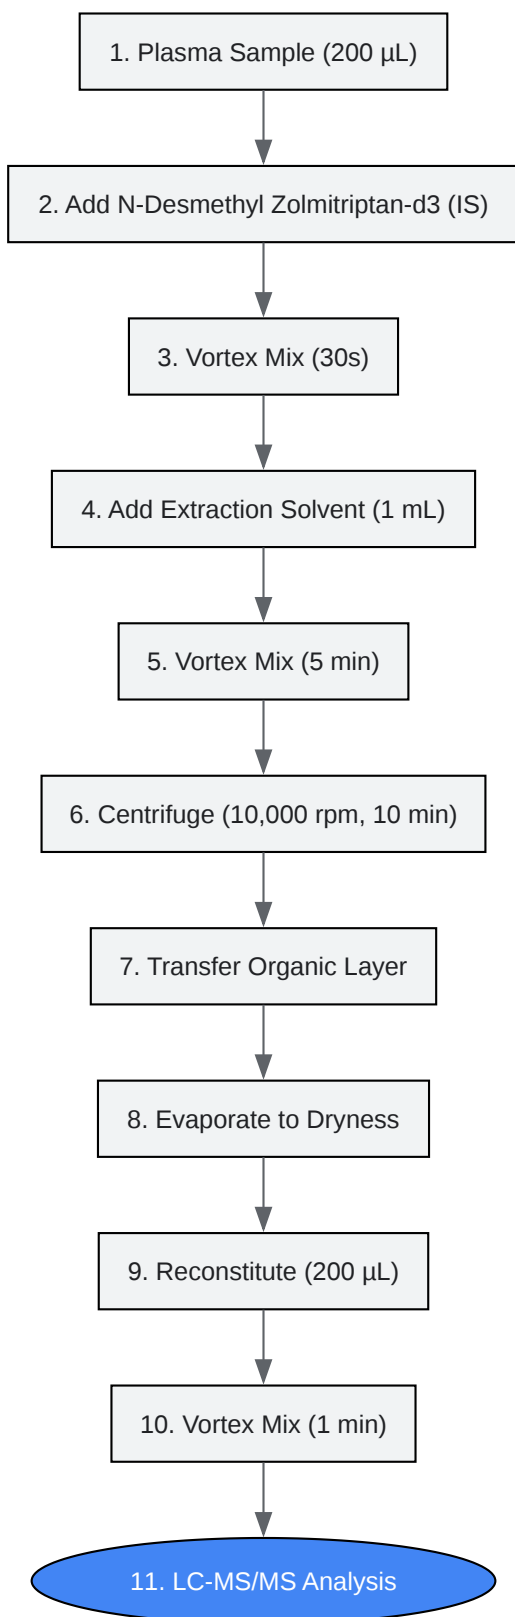 1. Plasma Sample (200 µL)
2. Add N-Desmethyl Zolmitriptan-d3 (IS)
3. Vortex Mix (30s)
4. Add Extraction Solvent (1 mL)
5. Vortex Mix (5 min)
6. Centrifuge (10,000 rpm, 10 min)
7. Transfer Organic Layer
8. Evaporate to Dryness
9. Reconstitute (200 µL)
10. Vortex Mix (1 min)
11. LC-MS/MS Analysis